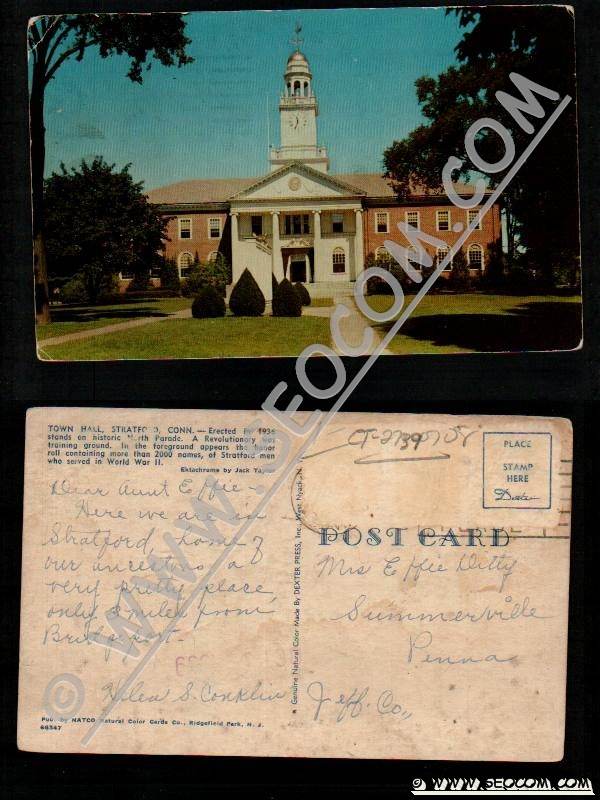 © WWW.SEOCOM.COM
TOWN HALL, STRATFORD, CONN. — Erected in 1936
stands on historic North Parade. A Revolutionary War
training ground. In the foreground appears the honor
roll containing more than 2000 names, of Stratford men
who served in World War II.
Ektachrome by Jack
Dear Aunt Effie -
Here we are in
Stratford, home of
our ancestors, a
very pretty place,
only 3 miles from
Bridgeport.
Hilea S. Conklin
Pub. by NATCO Natural Color Cards Co., Ridgefield Park, N. J.
66347
Genuine Natural Color Made By DEXTER PRESS, Inc., West Nyack
CT-2739
PLACE
STAMP
HERE
Dexter
POST CARD
Mrs Effie Ditty
Summerville
Penna
Jeff. Co.,
© WWW.SEOCOM.COM